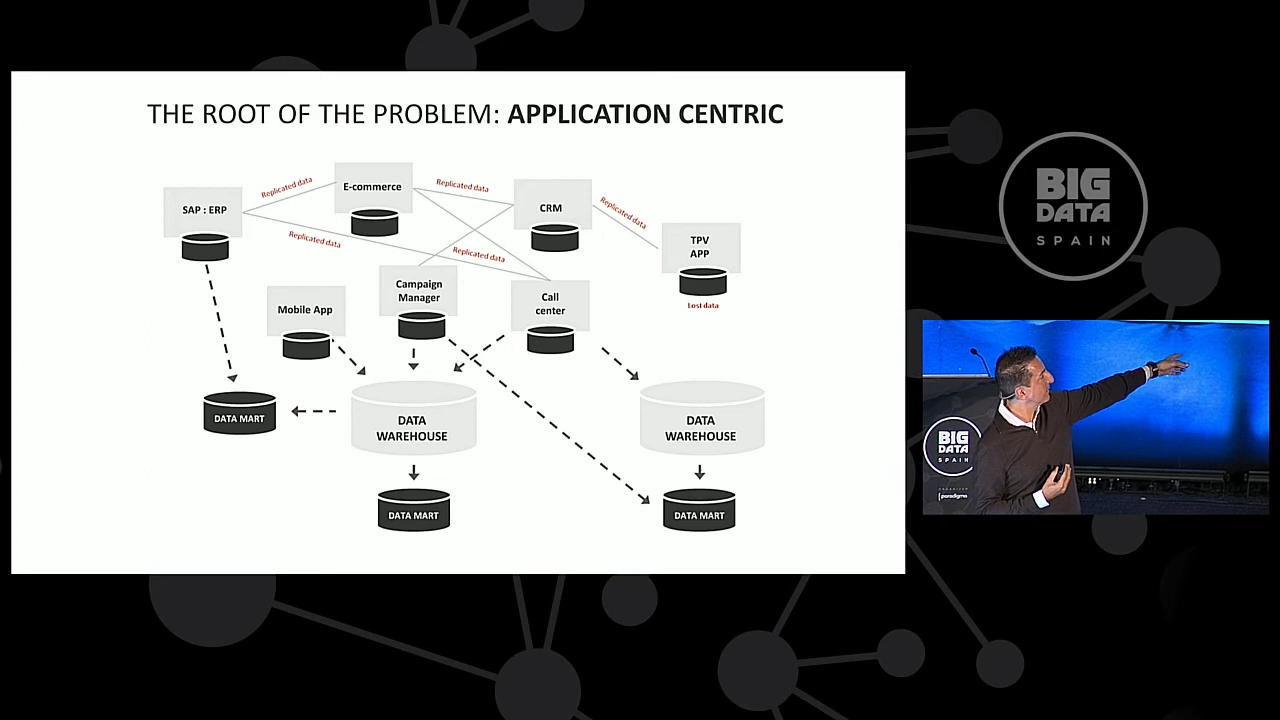 THE ROOT OF THE PROBLEM: APPLICATION CENTRIC
SAP : ERP
Replicated data
E-commerce
Replicated data
CRM
Replicated data
TPV
APP
Lost data
Replicated data
Replicated data
Mobile App
Campaign
Manager
Call
center
DATA MART
DATA
WAREHOUSE
DATA
WAREHOUSE
DATA MART
DATA MART
BIG
DATA
SPAIN
BIG
DATA
SPAIN
paradigma